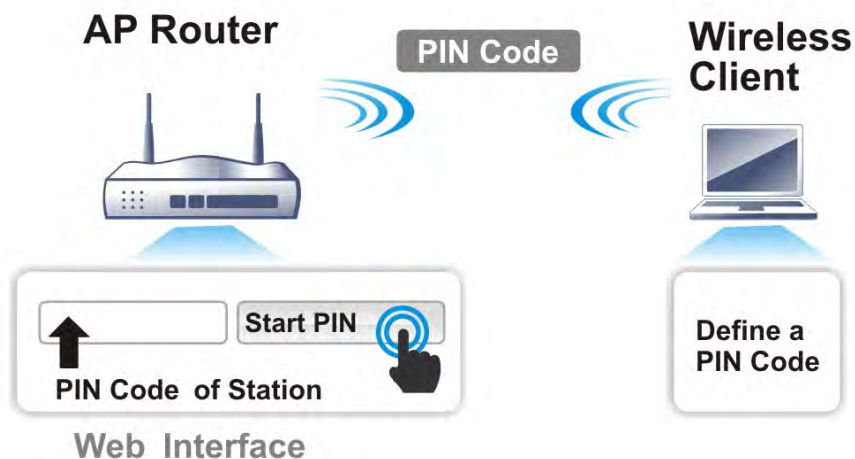 AP Router
PIN Code
Wireless
Client
Start PIN
PIN Code of Station
Web Interface
Define a
PIN Code